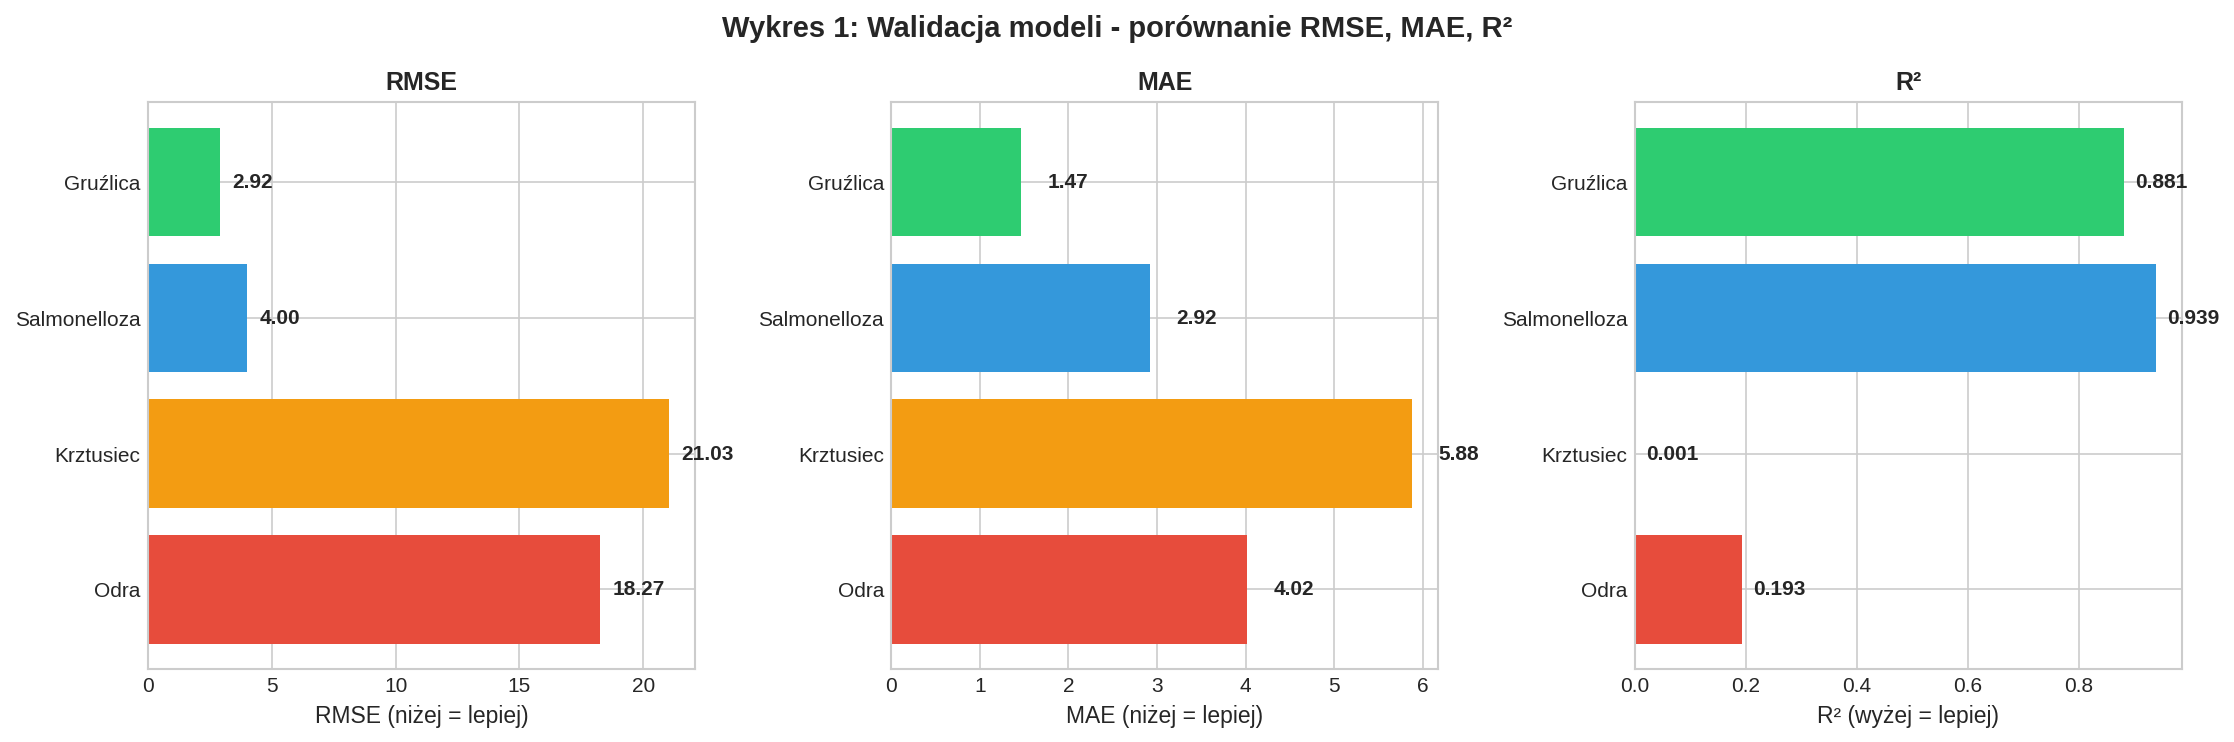 Wykres 1: Walidacja modeli - porównanie RMSE, MAE, R²
RMSE
Gruźlica
2.92
Salmonelloza
4.00
Krztusiec
21.03
Odra
18.27
0 5 10 15 20
RMSE (niżej = lepiej)
MAE
Gruźlica
1.47
Salmonelloza
2.92
Krztusiec
5.88
Odra
4.02
0 1 2 3 4 5 6
MAE (niżej = lepiej)
R²
Gruźlica
0.881
Salmonelloza
0.939
Krztusiec
0.001
Odra
0.193
0.0 0.2 0.4 0.6 0.8
R² (wyżej = lepiej)